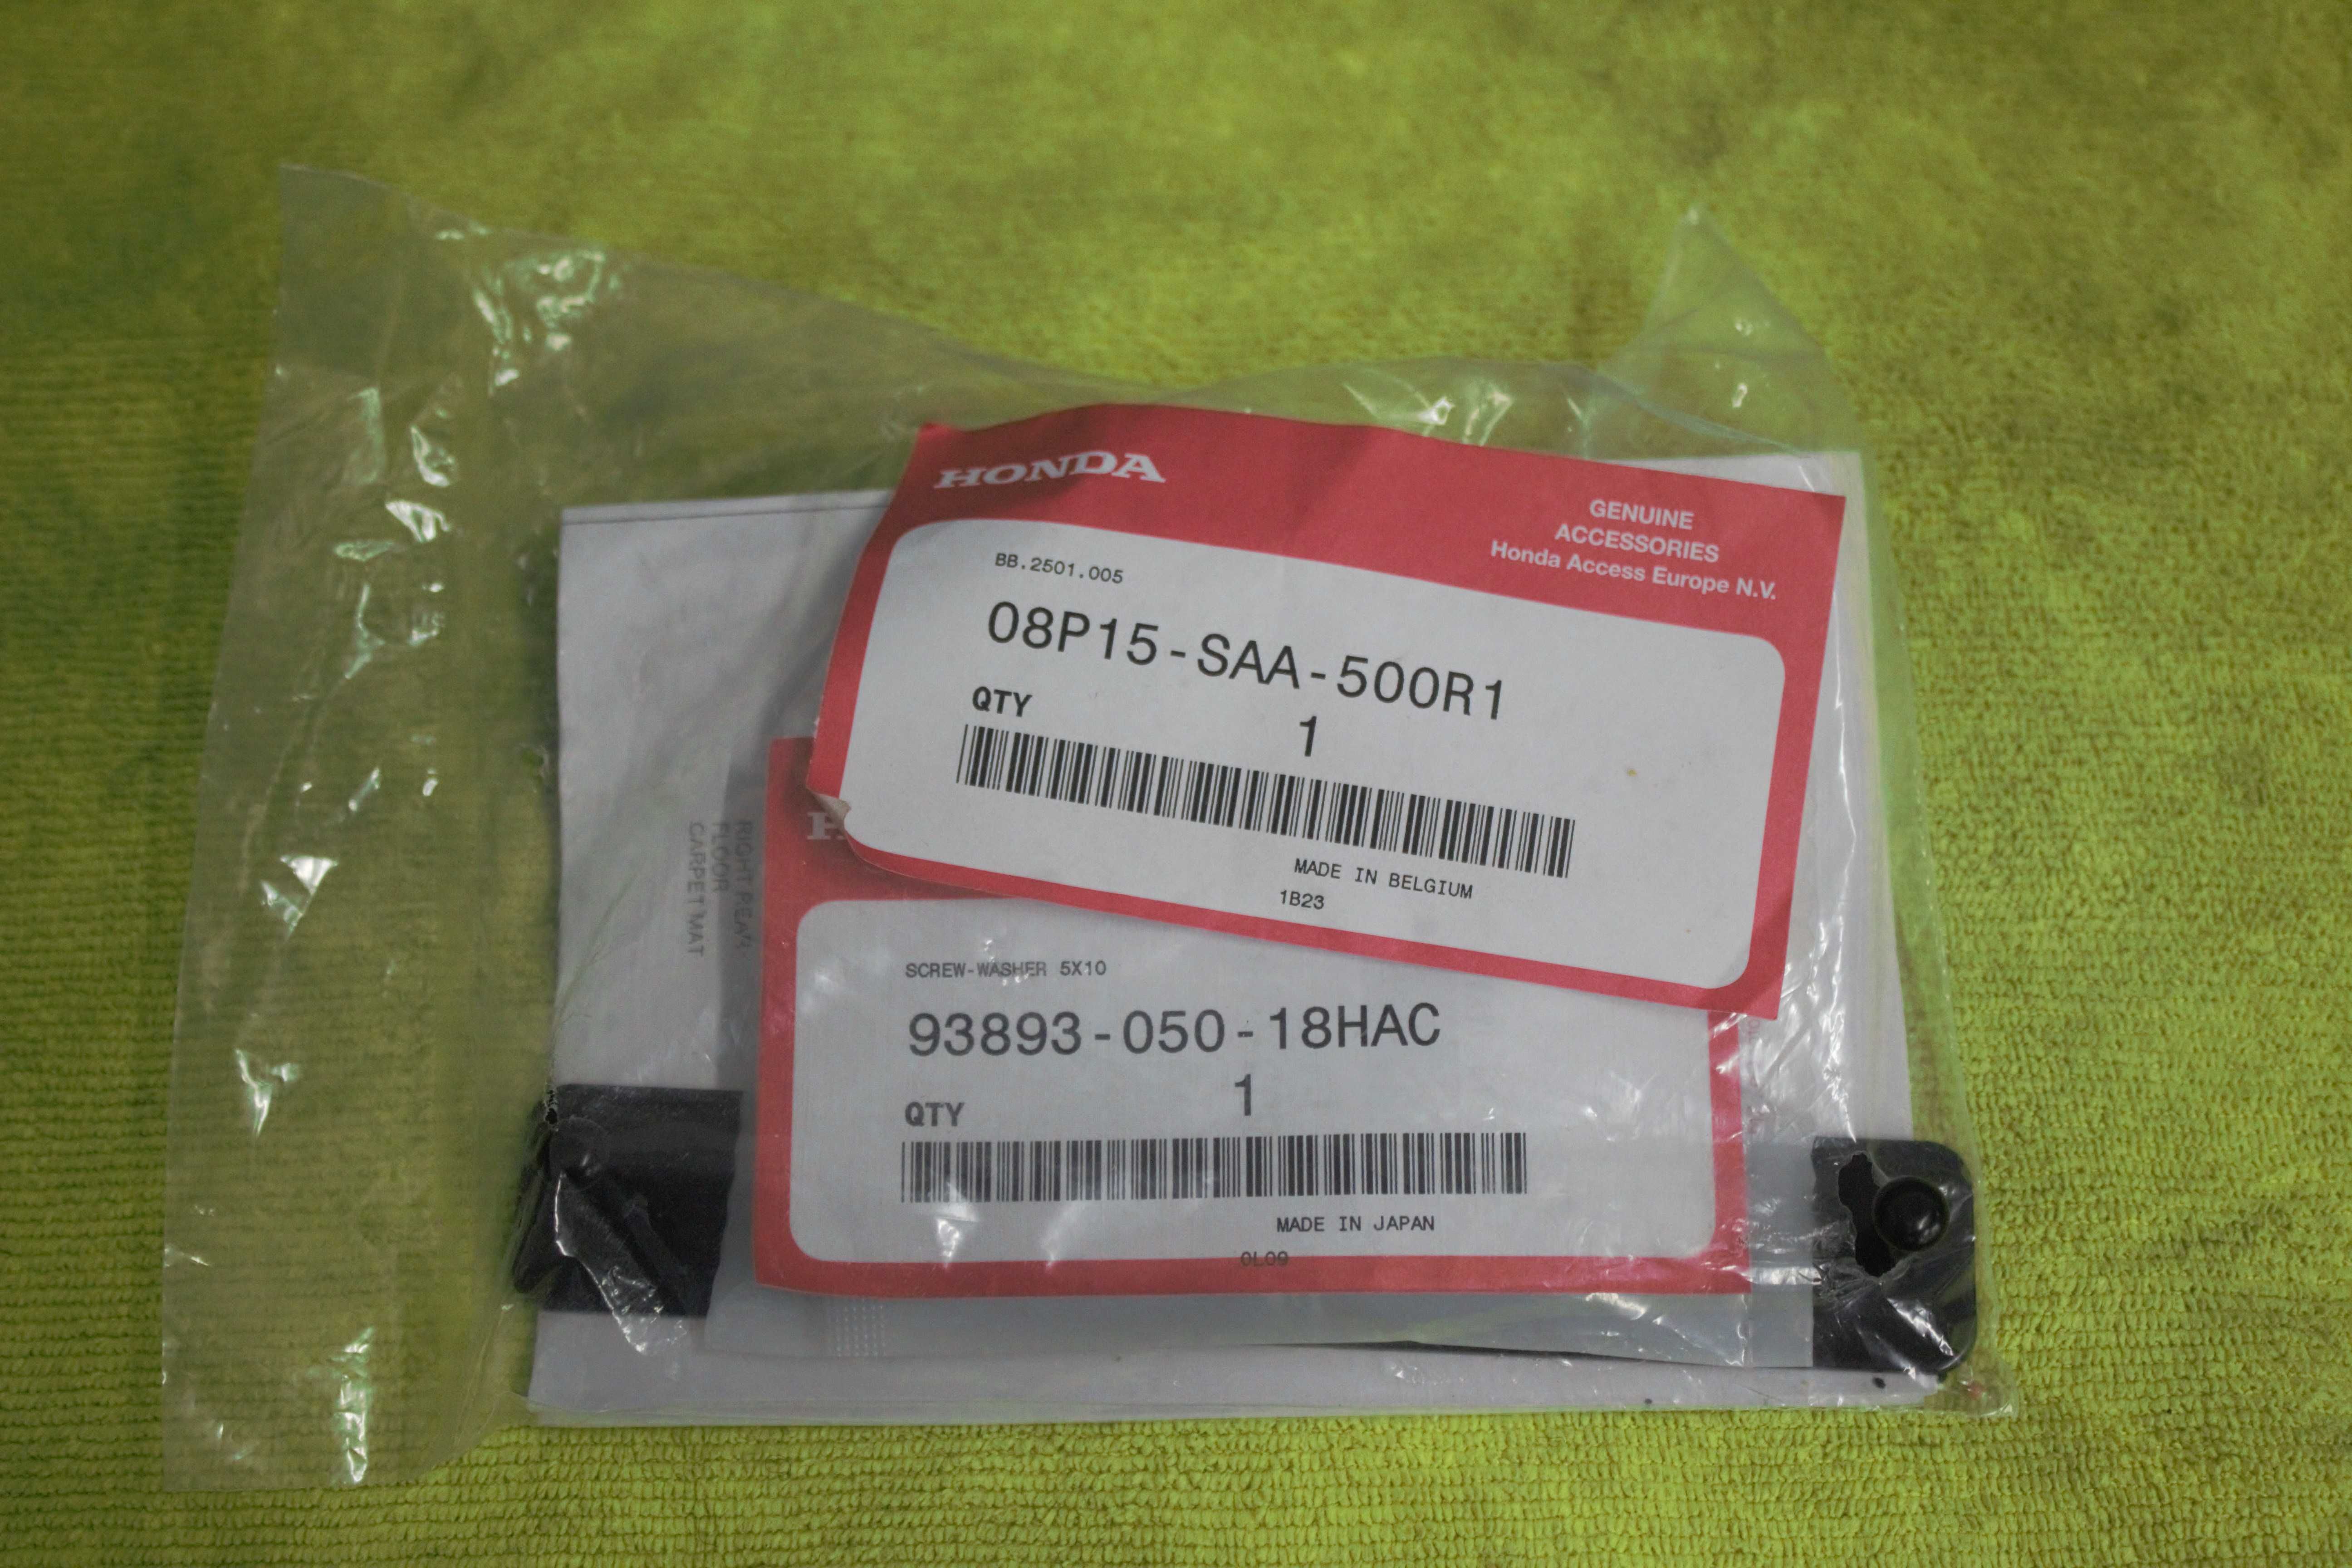 HONDA
GENUINE
ACCESSORIES
Honda Access Europe N.V.
BB.2501.005
08P15-SAA-500R1
QTY 1
MADE IN BELGIUM
1B23
SCREW-WASHER 5X10
93893-050-18HAC
QTY 1
MADE IN JAPAN
0L09
RIGHT REAR
FLOOR
CARPET MAT